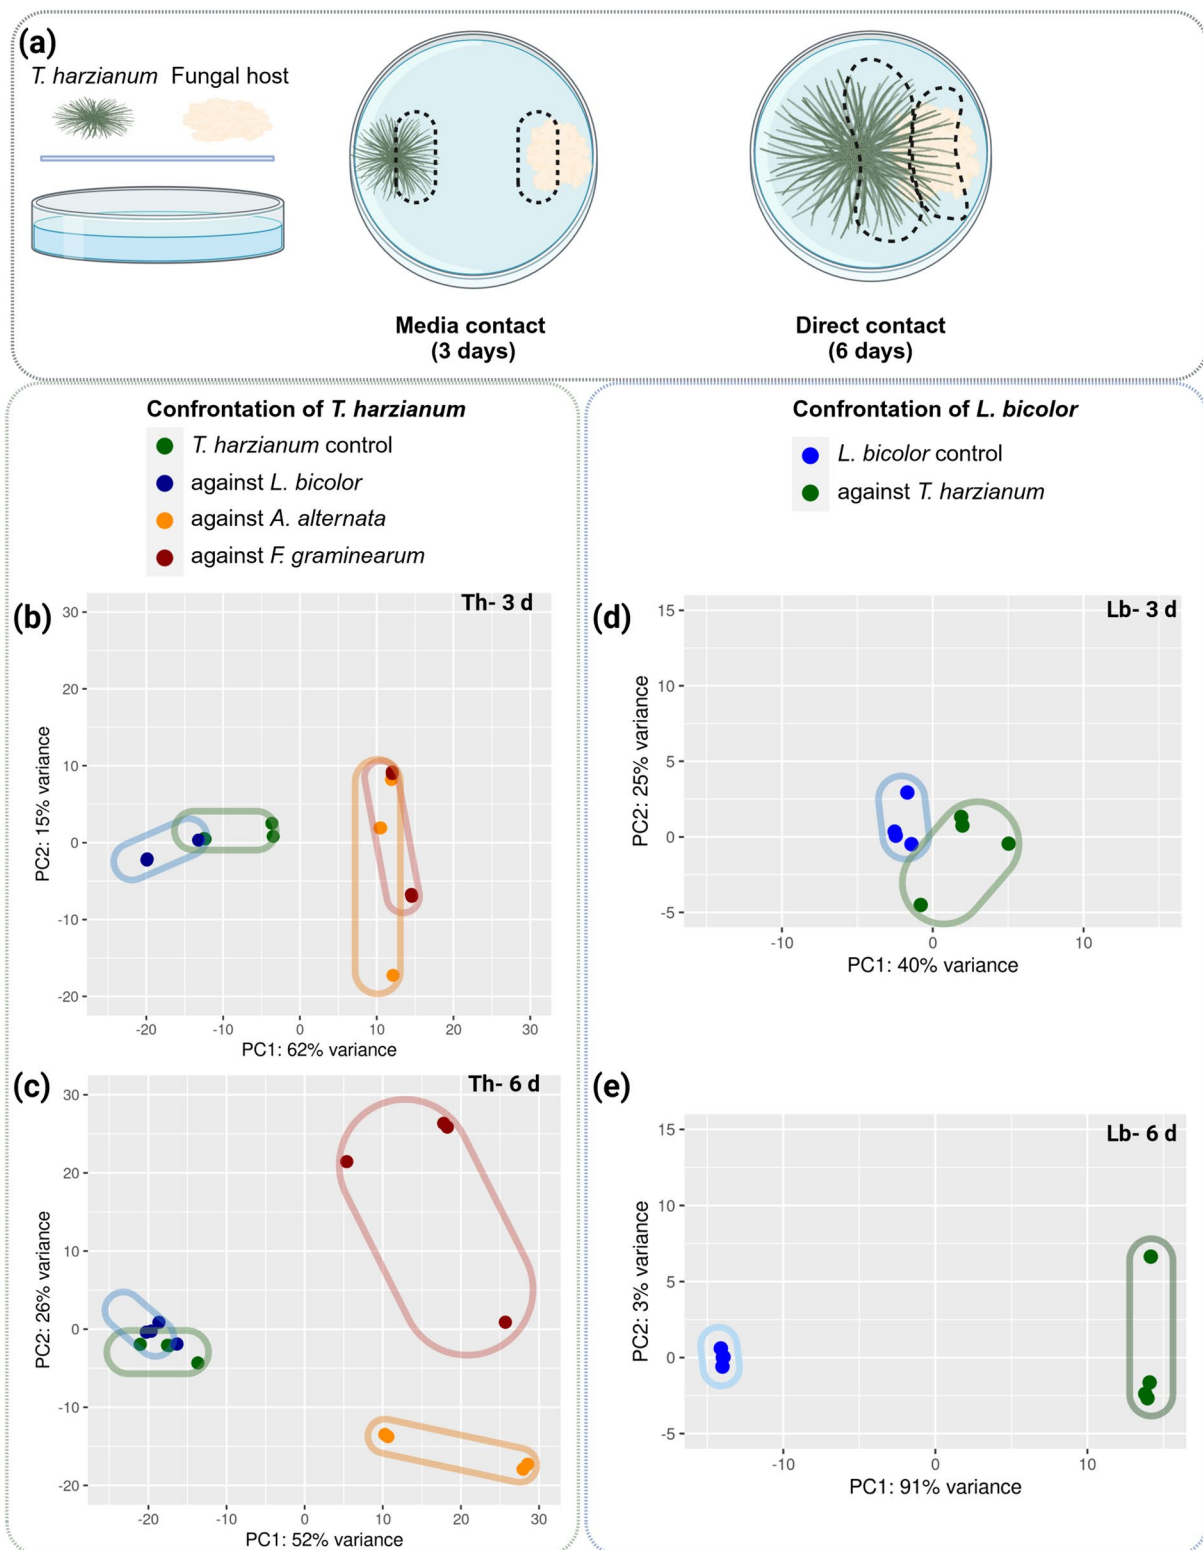 (a)
T. harzianum Fungal host
Media contact
(3 days)
Direct contact
(6 days)
Confrontation of T. harzianum
T. harzianum control
against L. bicolor
against A. alternata
against F. graminearum
Confrontation of L. bicolor
L. bicolor control
against T. harzianum
(b)
Th- 3 d
30
20
10
0
-10
-20
PC2: 15% variance
-20 -10 0 10 20 30
PC1: 62% variance
(c)
Th- 6 d
30
20
10
0
-10
-20
PC2: 26% variance
-20 -10 0 10 20 30
PC1: 52% variance
(d)
Lb- 3 d
15
10
5
0
-5
PC2: 25% variance
-10 0 10
PC1: 40% variance
(e)
Lb- 6 d
15
10
5
0
-5
PC2: 3% variance
-10 0 10
PC1: 91% variance